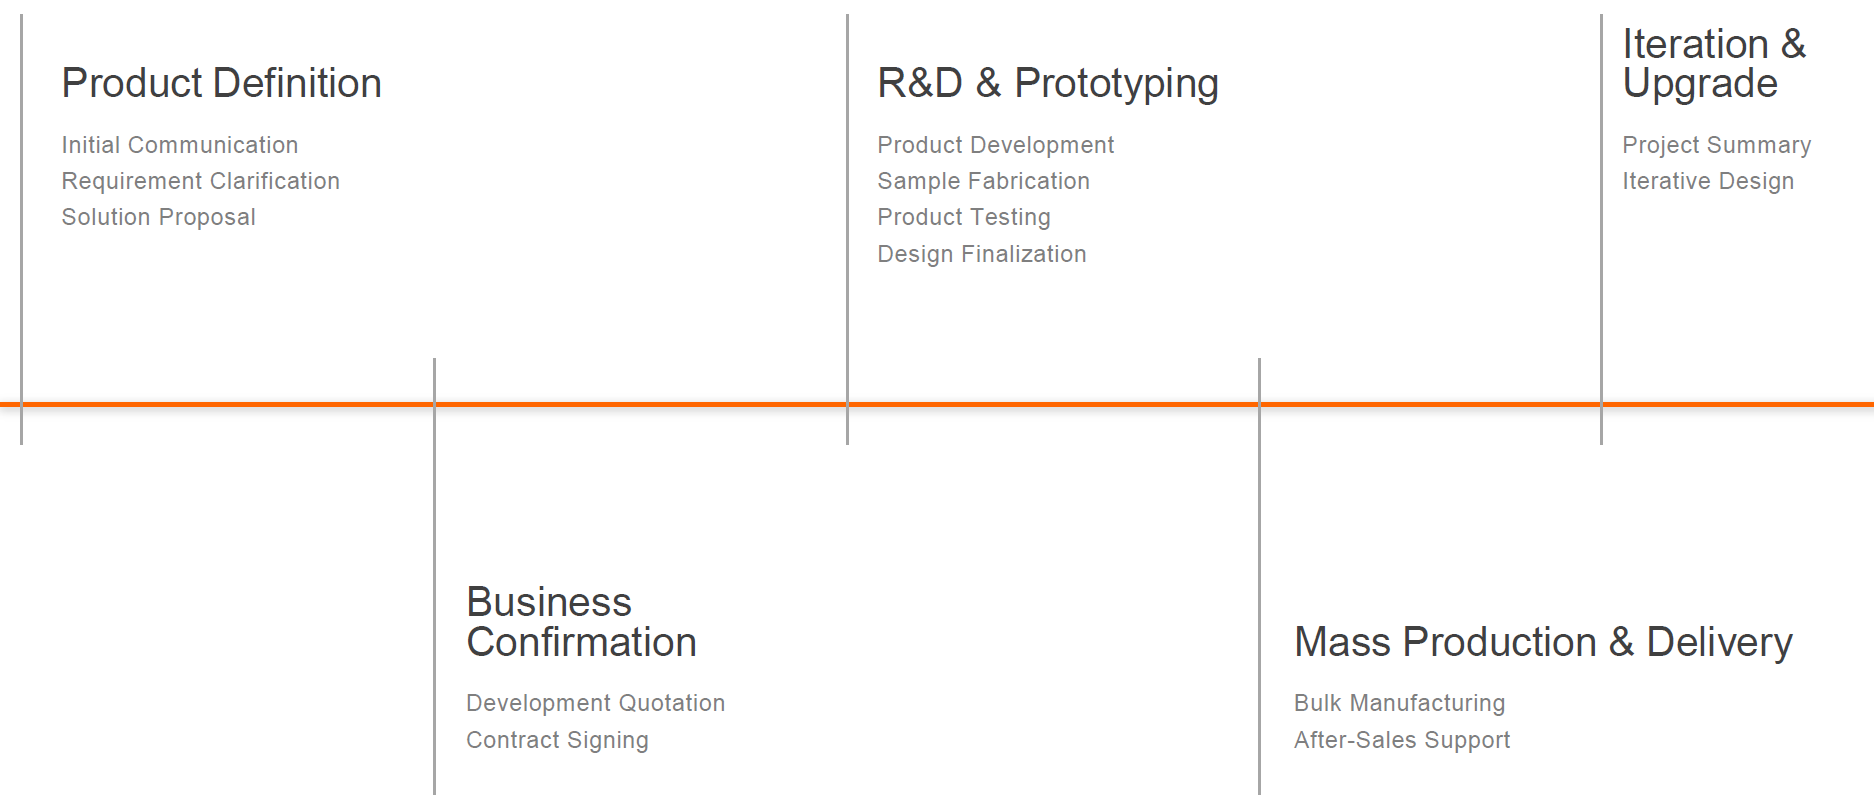 Product Definition
Initial Communication
Requirement Clarification
Solution Proposal
Business
Confirmation
Development Quotation
Contract Signing
R&D & Prototyping
Product Development
Sample Fabrication
Product Testing
Design Finalization
Mass Production & Delivery
Bulk Manufacturing
After-Sales Support
Iteration &
Upgrade
Project Summary
Iterative Design